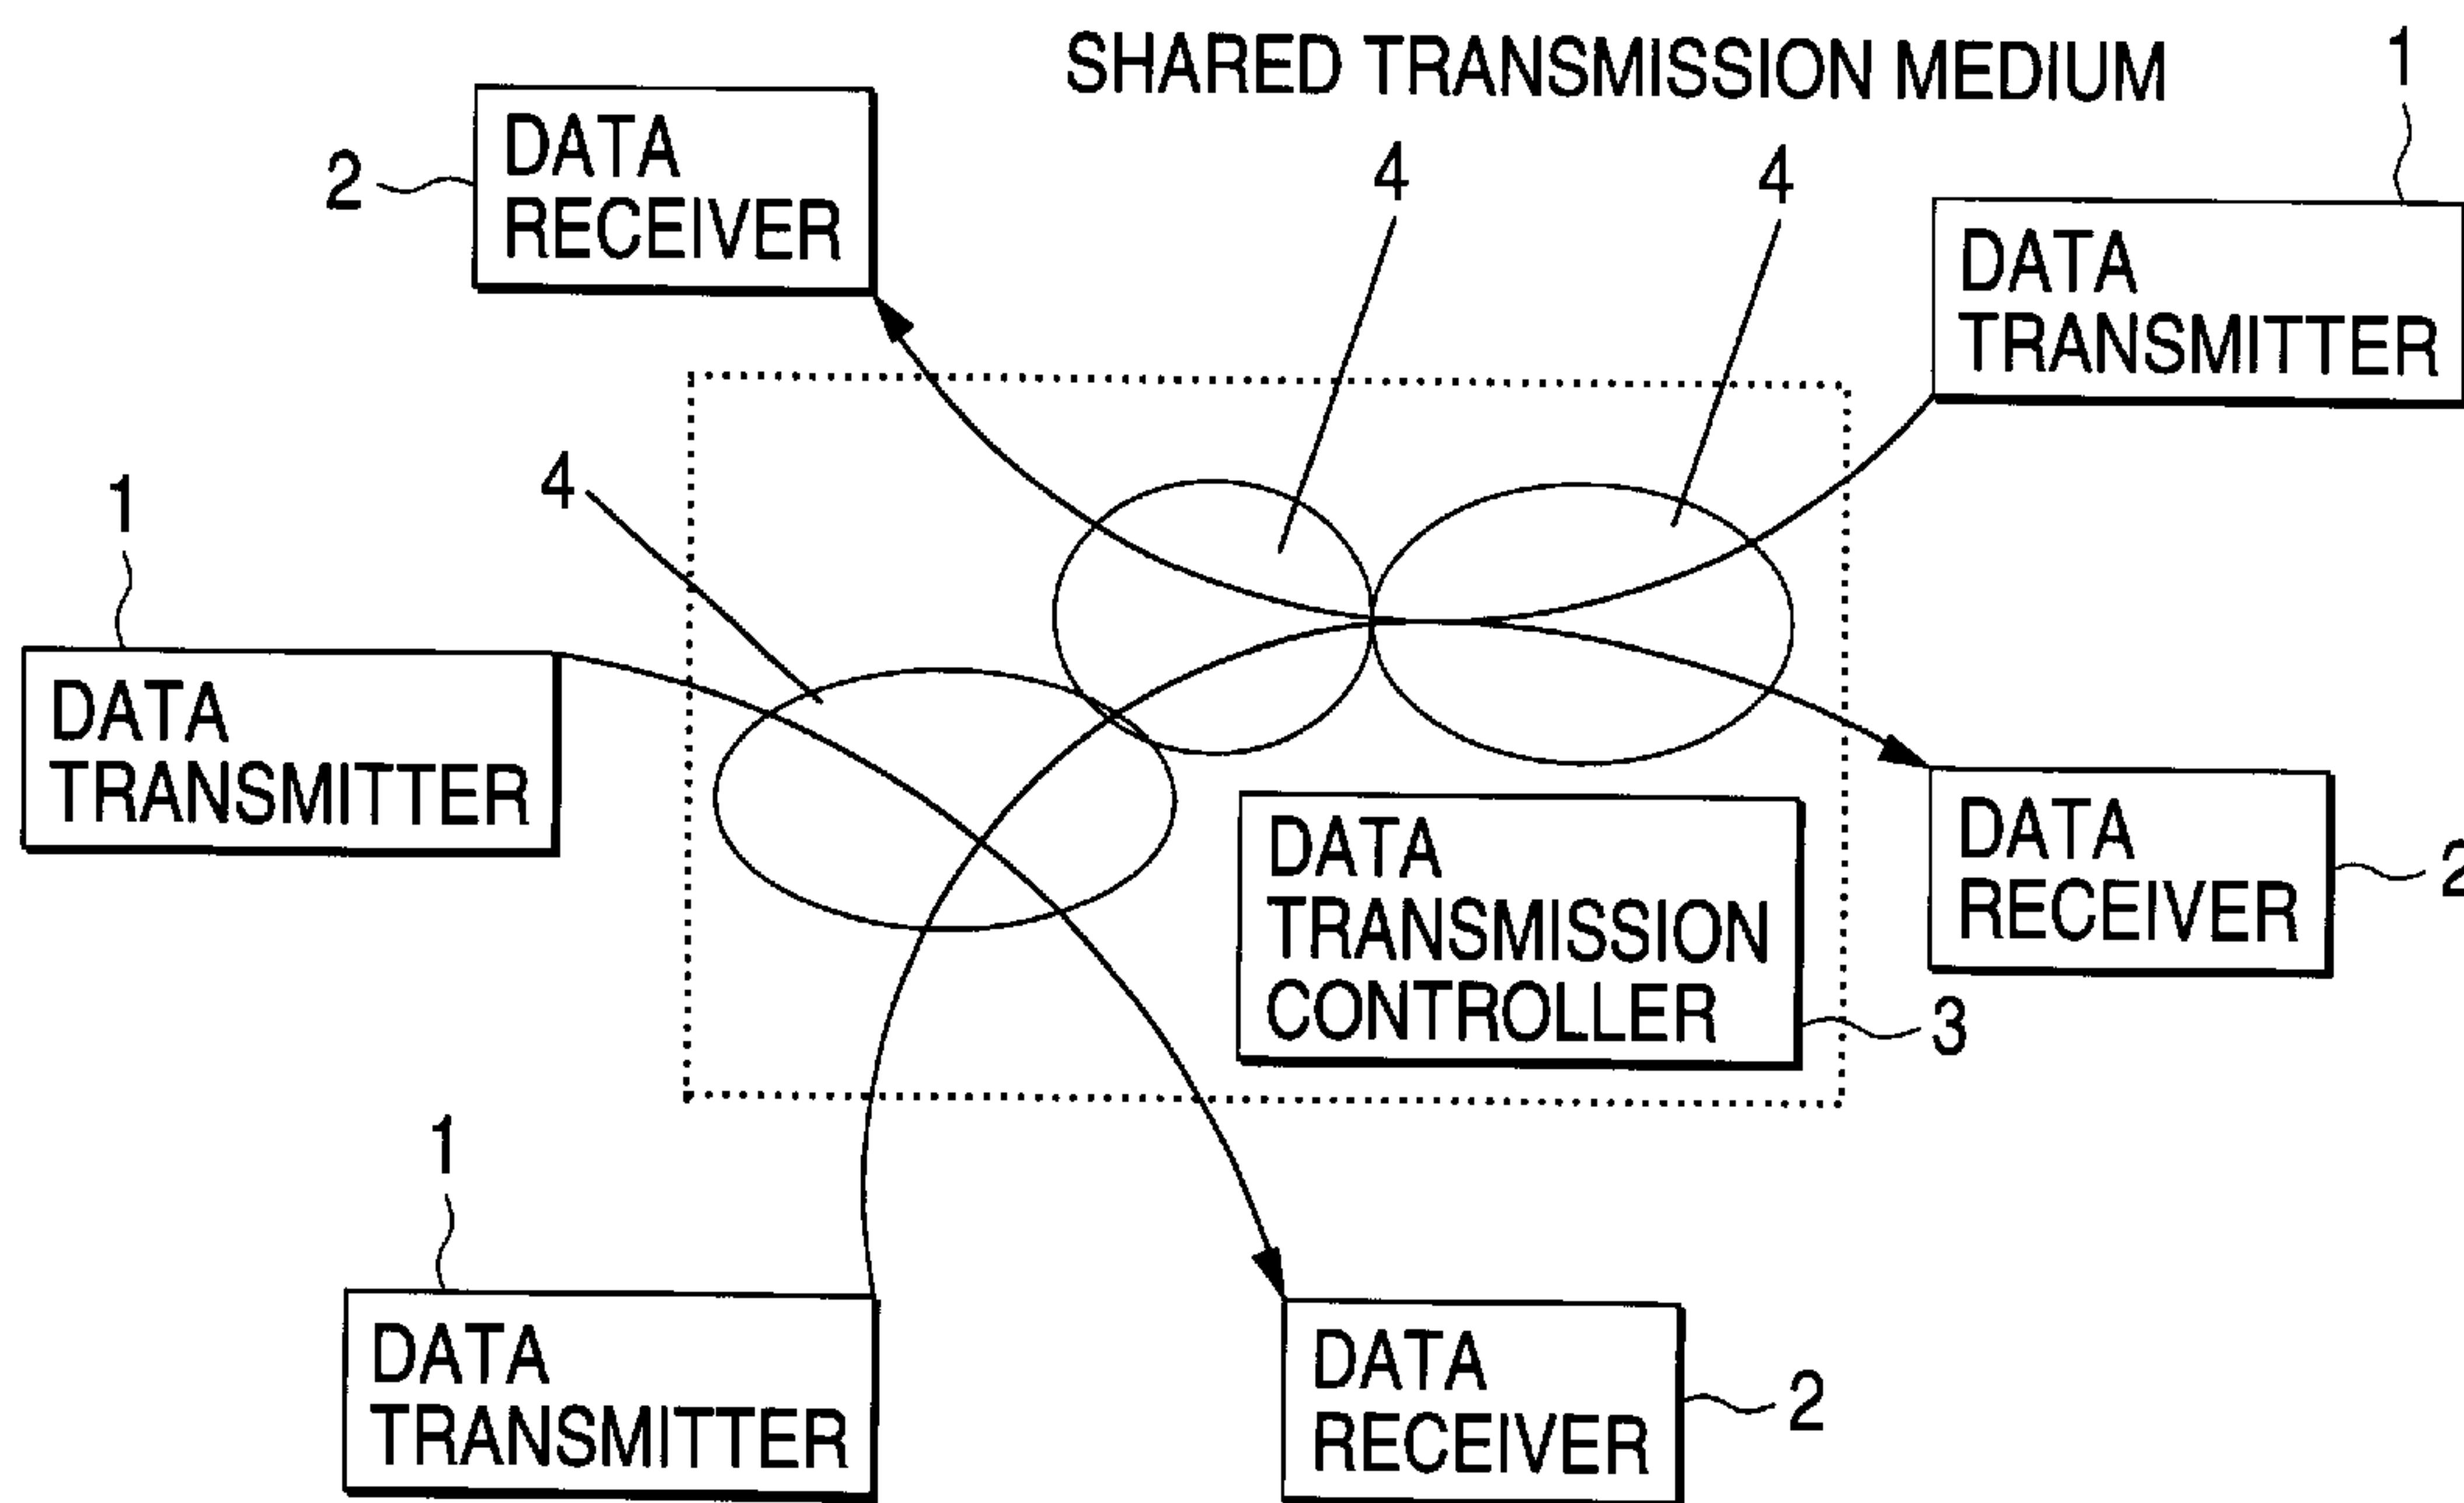 SHARED TRANSMISSION MEDIUM
1
DATA
RECEIVER
2
4
4
DATA
TRANSMITTER
4
1
DATA
TRANSMITTER
DATA
RECEIVER
2
DATA
TRANSMISSION
CONTROLLER
3
1
DATA
TRANSMITTER
DATA
RECEIVER
2